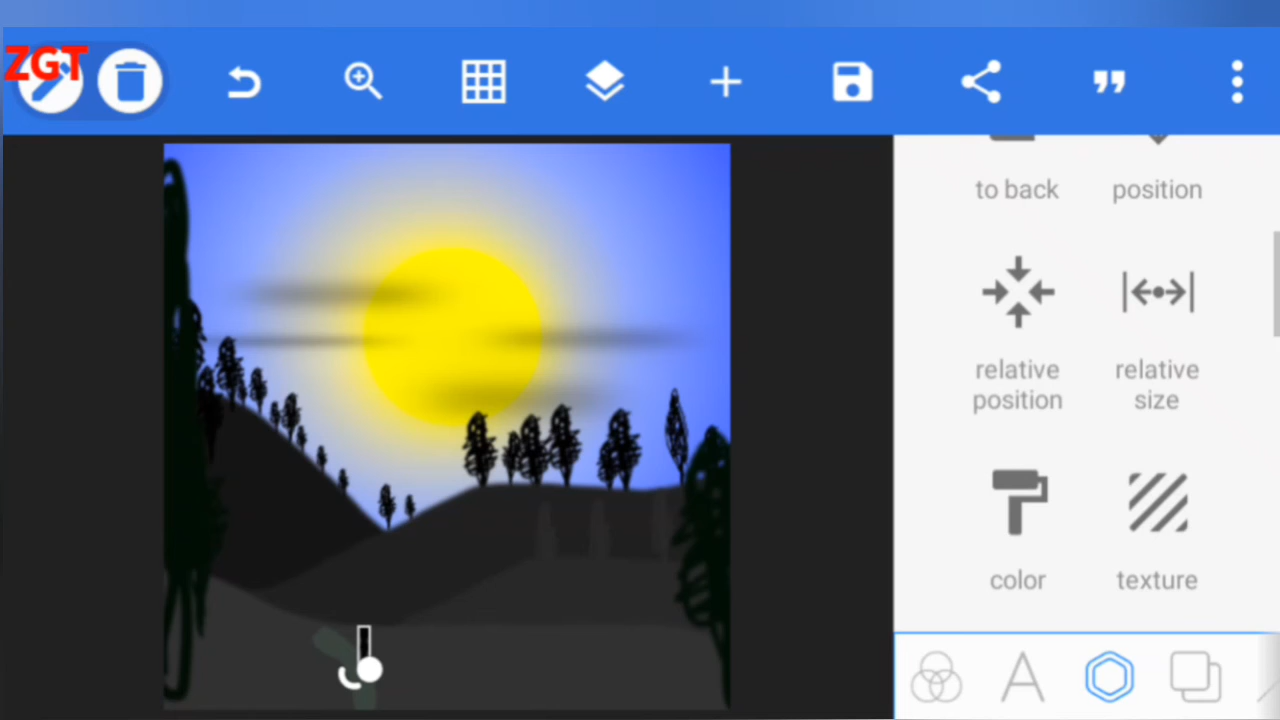 ZGT
to back
position
relative
position
relative
size
color
texture